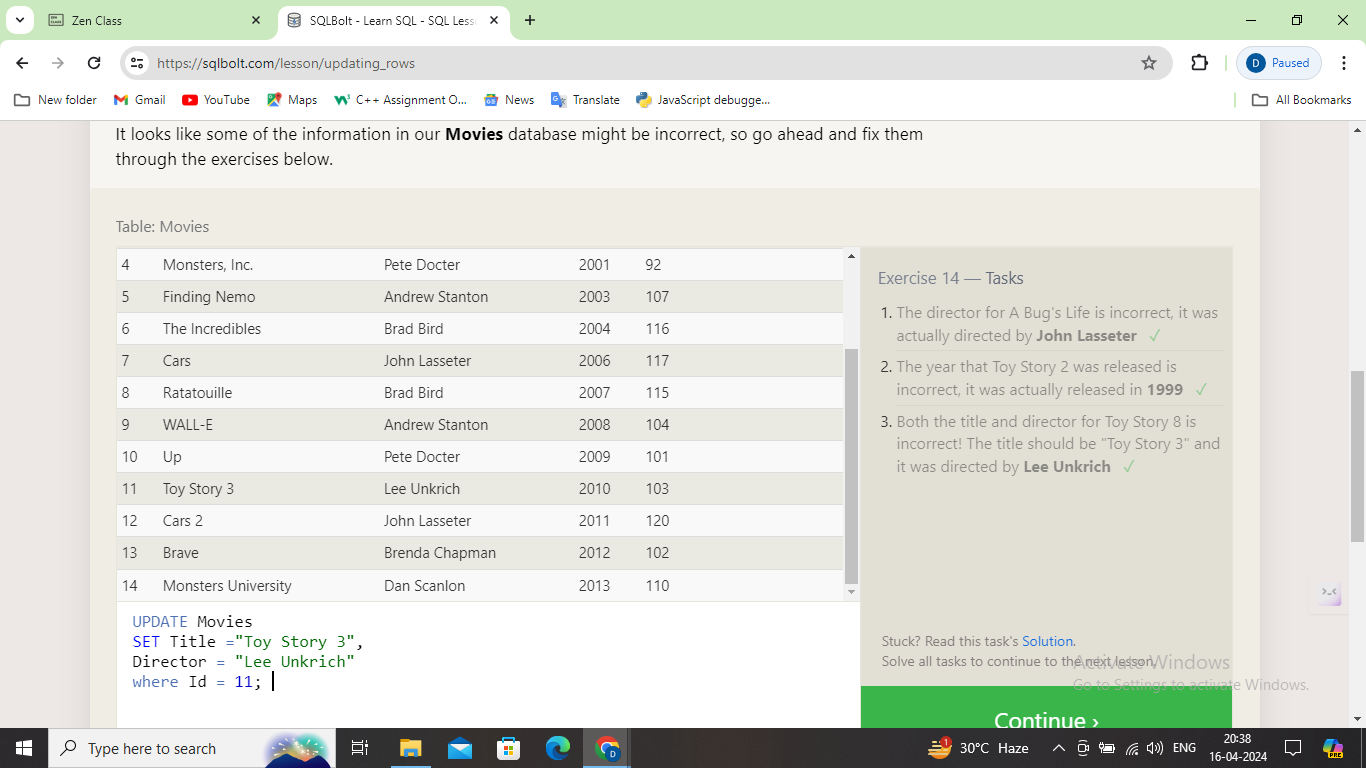 Zen Class
SQLBolt - Learn SQL - SQL Less
https://sqlbolt.com/lesson/updating_rows
D Paused
New folder
Gmail
YouTube
Maps
C++ Assignment O...
News
Translate
JavaScript debugge...
All Bookmarks
It looks like some of the information in our Movies database might be incorrect, so go ahead and fix them
through the exercises below.
Table: Movies
4 Monsters, Inc. Pete Docter 2001 92
5 Finding Nemo Andrew Stanton 2003 107
6 The Incredibles Brad Bird 2004 116
7 Cars John Lasseter 2006 117
8 Ratatouille Brad Bird 2007 115
9 WALL-E Andrew Stanton 2008 104
10 Up Pete Docter 2009 101
11 Toy Story 3 Lee Unkrich 2010 103
12 Cars 2 John Lasseter 2011 120
13 Brave Brenda Chapman 2012 102
14 Monsters University Dan Scanlon 2013 110
UPDATE Movies
SET Title ="Toy Story 3",
Director = "Lee Unkrich"
where Id = 11;
Exercise 14 — Tasks
1. The director for A Bug's Life is incorrect, it was
actually directed by John Lasseter ✓
2. The year that Toy Story 2 was released is
incorrect, it was actually released in 1999 ✓
3. Both the title and director for Toy Story 8 is
incorrect! The title should be "Toy Story 3" and
it was directed by Lee Unkrich ✓
Stuck? Read this task's Solution.
Solve all tasks to continue to the next lesson.
Activate Windows
Go to Settings to activate Windows.
Continue ›
Type here to search
D
1
30°C Haze
ENG
20:38
16-04-2024
PRE